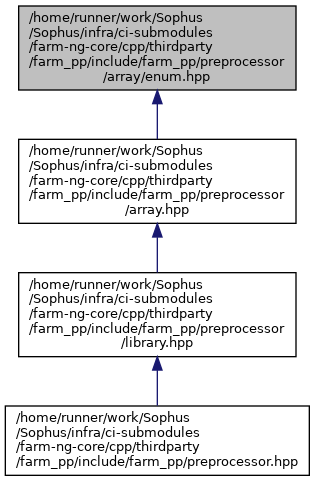 /home/runner/work/Sophus
/Sophus/infra/ci-submodules
/farm-ng-core/cpp/thirdparty
/farm_pp/include/farm_pp/preprocessor
/array/enum.hpp
/home/runner/work/Sophus
/Sophus/infra/ci-submodules
/farm-ng-core/cpp/thirdparty
/farm_pp/include/farm_pp/preprocessor
/array.hpp
/home/runner/work/Sophus
/Sophus/infra/ci-submodules
/farm-ng-core/cpp/thirdparty
/farm_pp/include/farm_pp/preprocessor
/library.hpp
/home/runner/work/Sophus
/Sophus/infra/ci-submodules
/farm-ng-core/cpp/thirdparty
/farm_pp/include/farm_pp/preprocessor.hpp